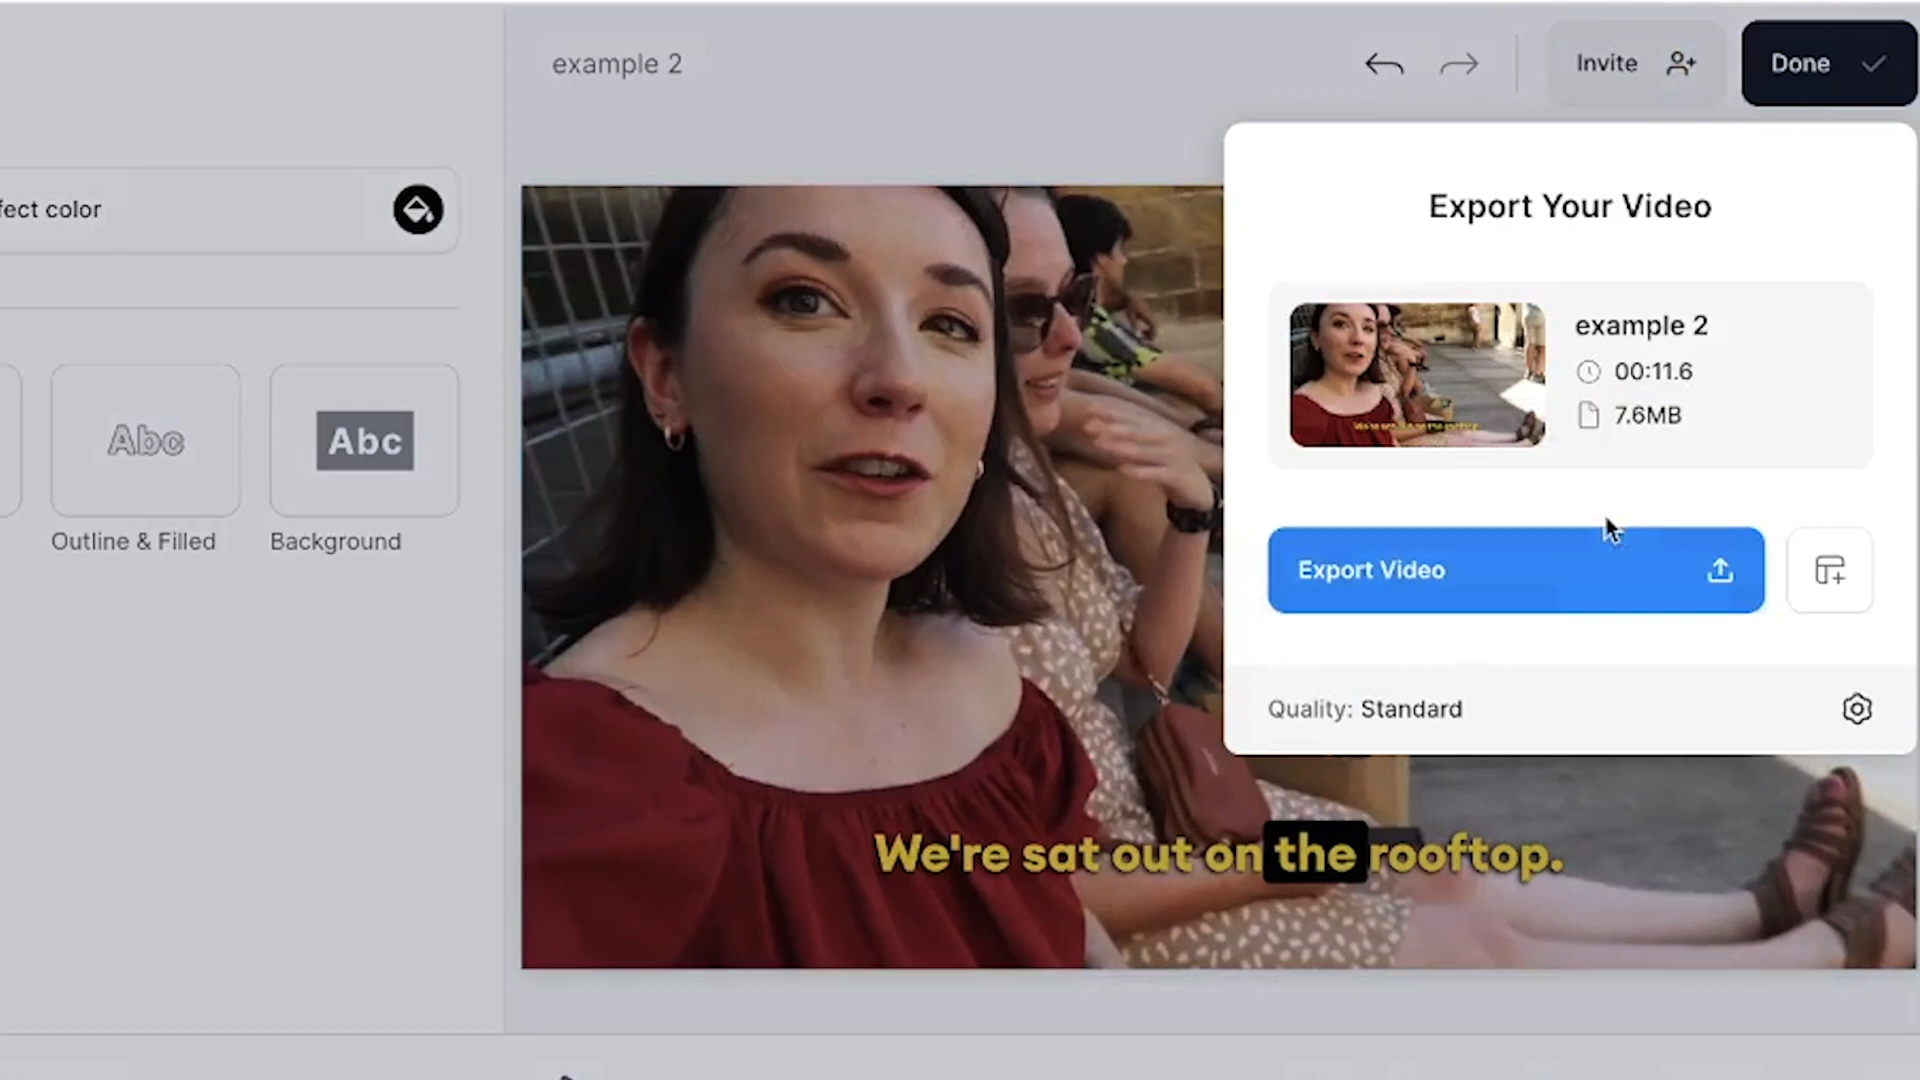 example 2
Invite
Done
fect color
Abc
Outline & Filled
Abc
Background
Export Your Video
example 2
00:11.6
7.6MB
Export Video
Quality: Standard
We're sat out on the rooftop.